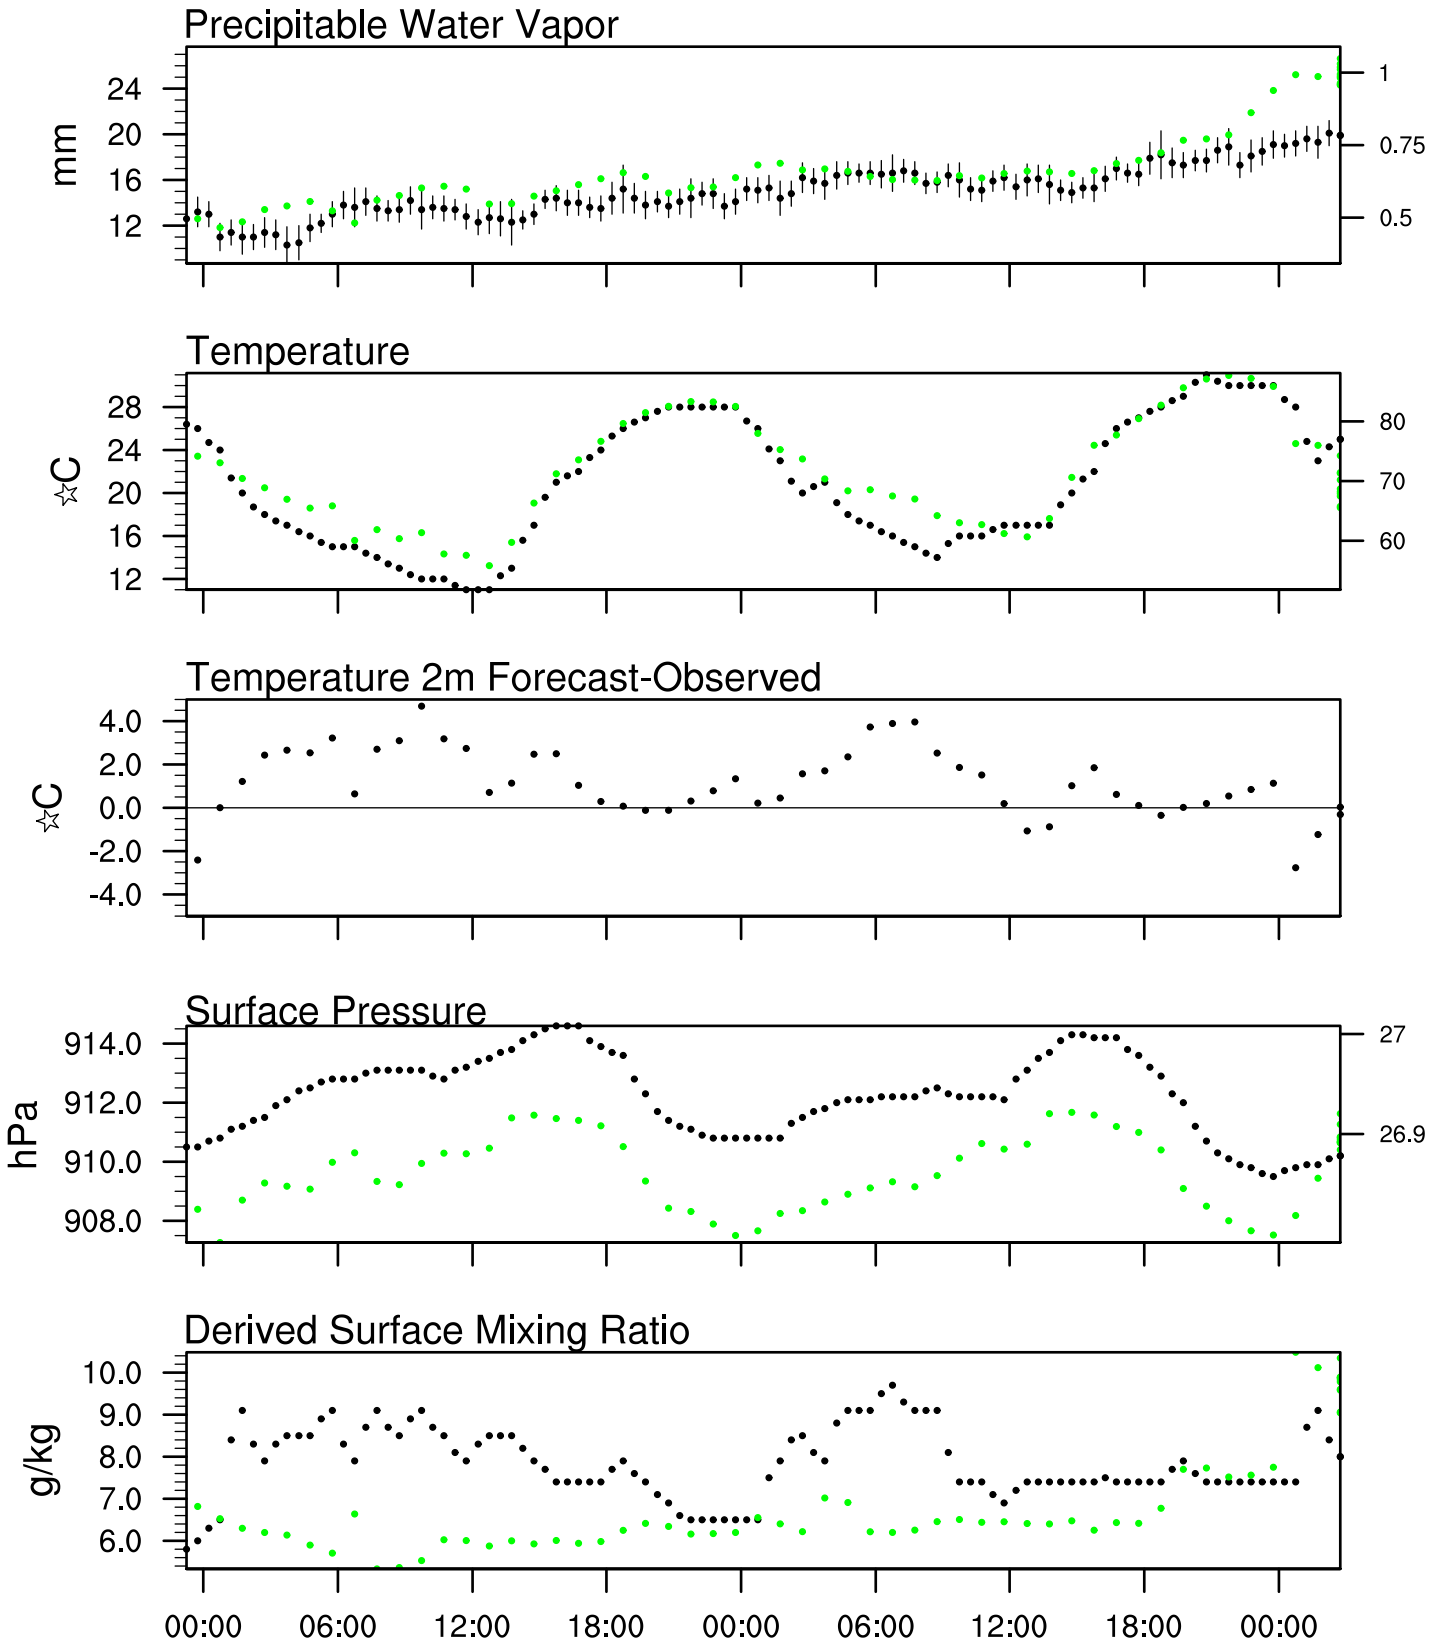 Precipitable Water Vapor
24
20
16
12
mm
1
0.75
0.5
Temperature
28
24
20
16
12
☆C
80
70
60
Temperature 2m Forecast-Observed
4.0
2.0
0.0
-2.0
-4.0
☆C
Surface Pressure
914.0
912.0
910.0
908.0
hPa
27
26.9
Derived Surface Mixing Ratio
10.0
9.0
8.0
7.0
6.0
g/kg
00:00 06:00 12:00 18:00 00:00 06:00 12:00 18:00 00:00